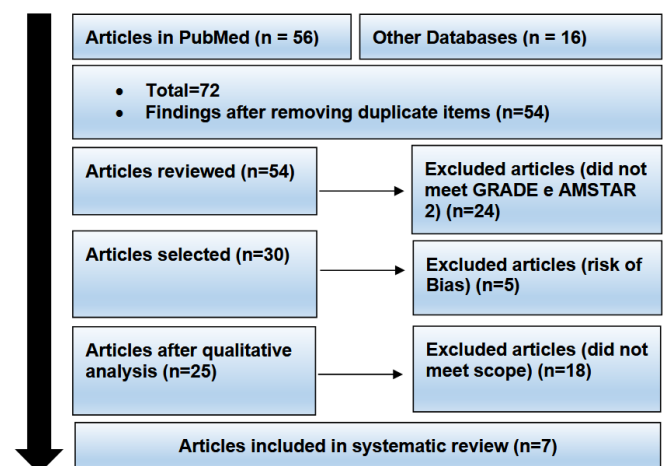 Articles in PubMed (n = 56)
Other Databases (n = 16)
• Total=72
• Findings after removing duplicate items (n=54)
Articles reviewed (n=54)
Excluded articles (did not
meet GRADE e AMSTAR
2) (n=24)
Articles selected (n=30)
Excluded articles (risk of
Bias) (n=5)
Articles after qualitative
analysis (n=25)
Excluded articles (did not
meet scope) (n=18)
Articles included in systematic review (n=7)